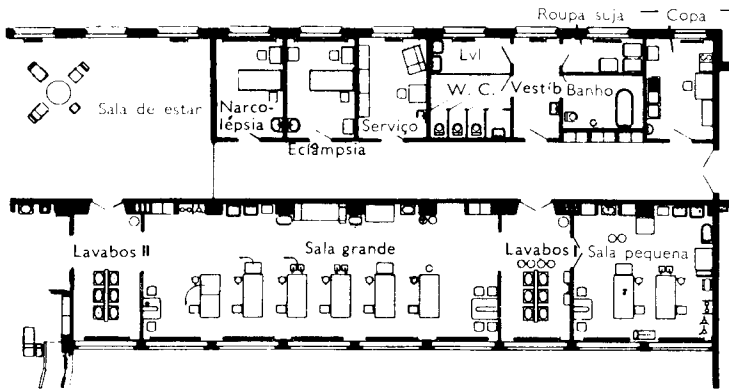 Roupa suja — Copa —
Lvl
W. C.
Vestíb
Banho
Sala de estar
Narco-
lépsia
Serviço
Eclâmpsia
Lavabos II
Sala grande
Lavabos I
Sala pequena